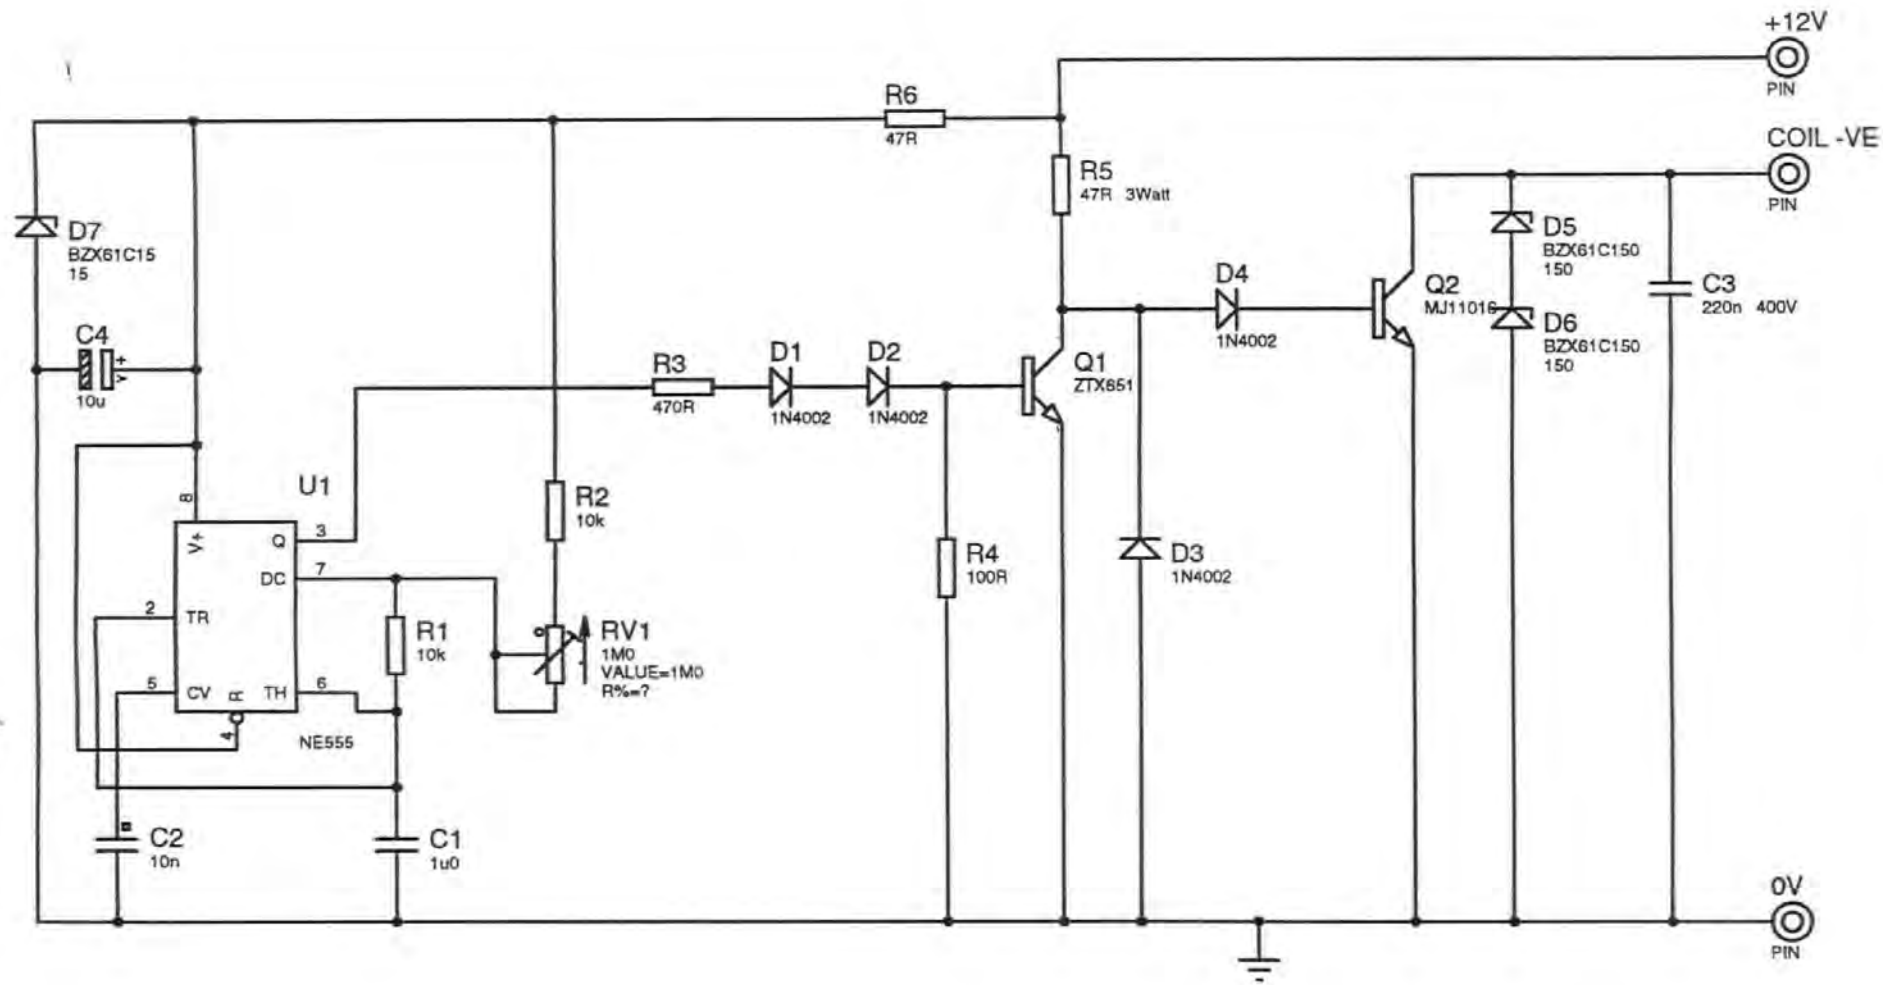 +12V
PIN
COIL -VE
PIN
R6
47R
R5
47R 3Watt
D7
BZX61C15
15
D5
BZX61C150
150
D4
1N4002
Q2
MJ11016
C3
220n 400V
D6
BZX61C150
150
C4
+
10u
R3
470R
D1
1N4002
D2
1N4002
Q1
ZTX651
U1
8
V+
Q
3
DC
7
2
TR
5
CV
R
TH
6
4
NE555
R2
10k
R1
10k
RV1
1M0
VALUE=1M0
R%=?
R4
100R
D3
1N4002
C2
10n
C1
1u0
0V
PIN